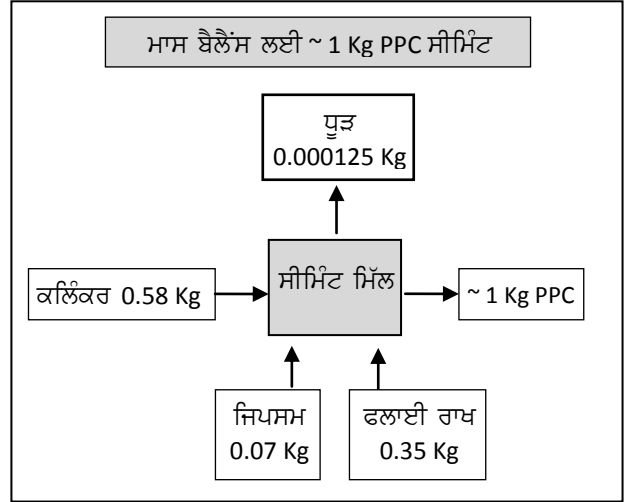 ਮਾਸ ਬੈਲੈਂਸ ਲਈ ~ 1 Kg PPC ਸੀਮਿੰਟ
ਧੂੜ
0.000125 Kg
ਕਲਿੰਕਰ 0.58 Kg
ਸੀਮਿੰਟ ਮਿੱਲ
~ 1 Kg PPC
ਜਿਪਸਮ
0.07 Kg
ਫਲਾਈ ਰਾਖ
0.35 Kg